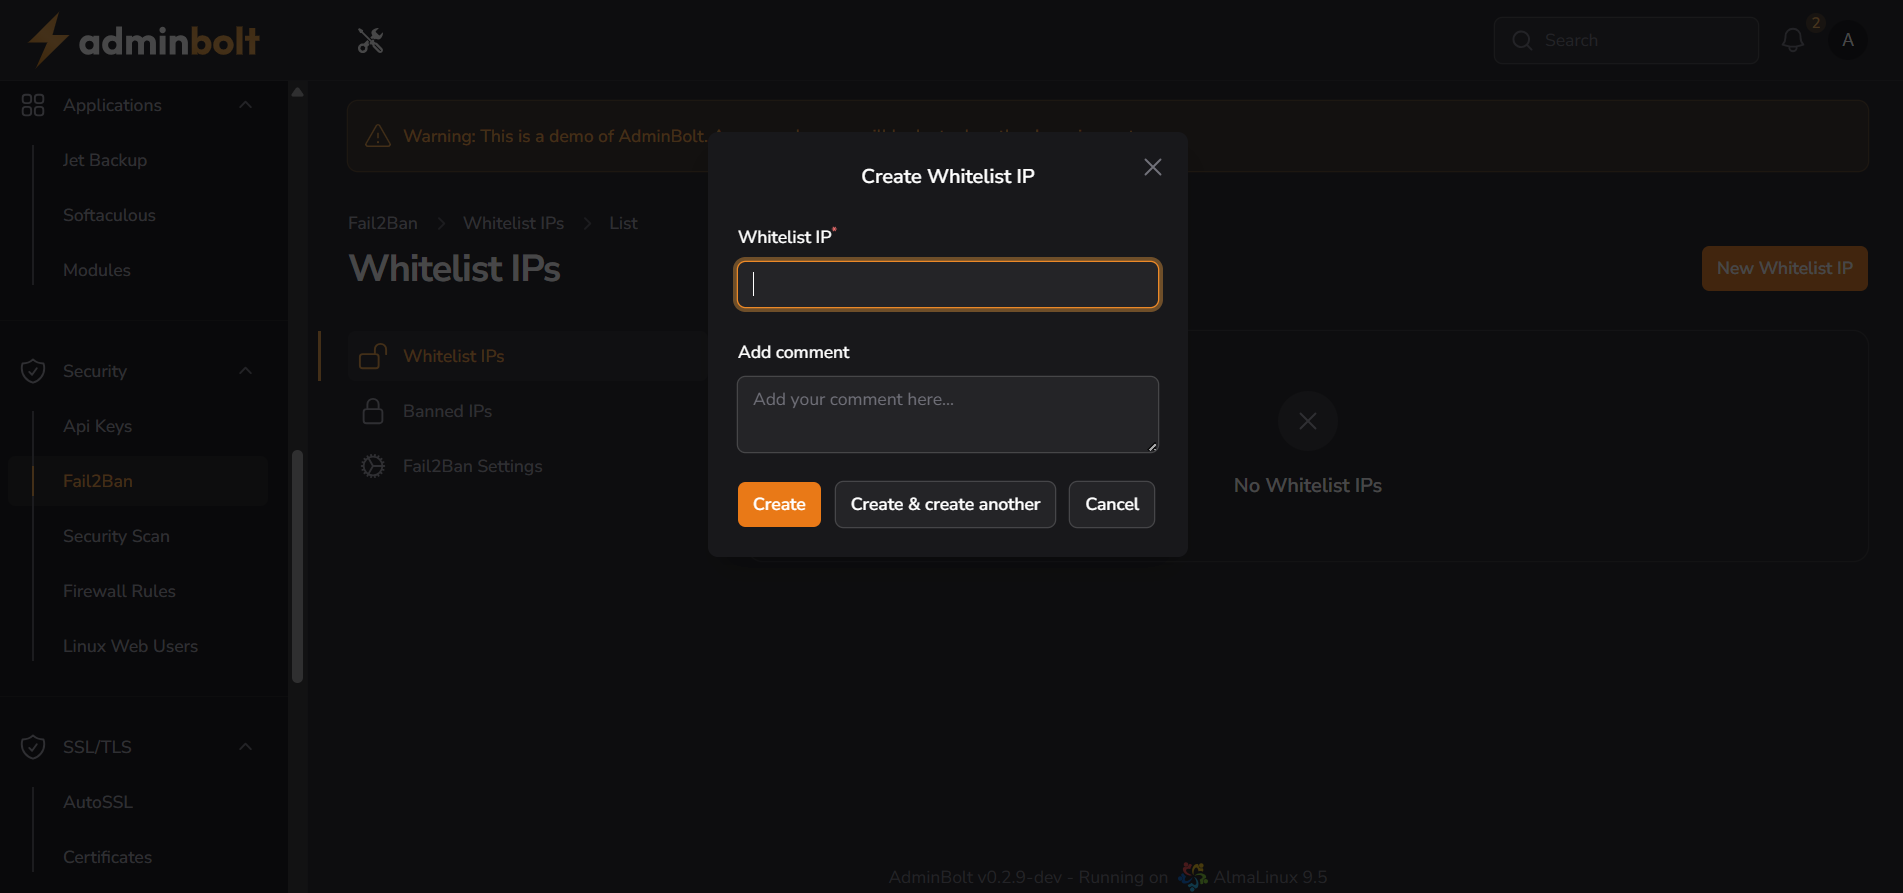 adminbolt
Search
2
A
Applications
Jet Backup
Softaculous
Modules
Security
Api Keys
Fail2Ban
Security Scan
Firewall Rules
Linux Web Users
SSL/TLS
AutoSSL
Certificates
Warning: This is a demo of AdminBolt.
Fail2Ban > Whitelist IPs > List
Whitelist IPs
New Whitelist IP
Whitelist IPs
Banned IPs
Fail2Ban Settings
Create Whitelist IP
Whitelist IP*
Add comment
Add your comment here...
Create
Create & create another
Cancel
No Whitelist IPs
AdminBolt v0.2.9-dev - Running on AlmaLinux 9.5